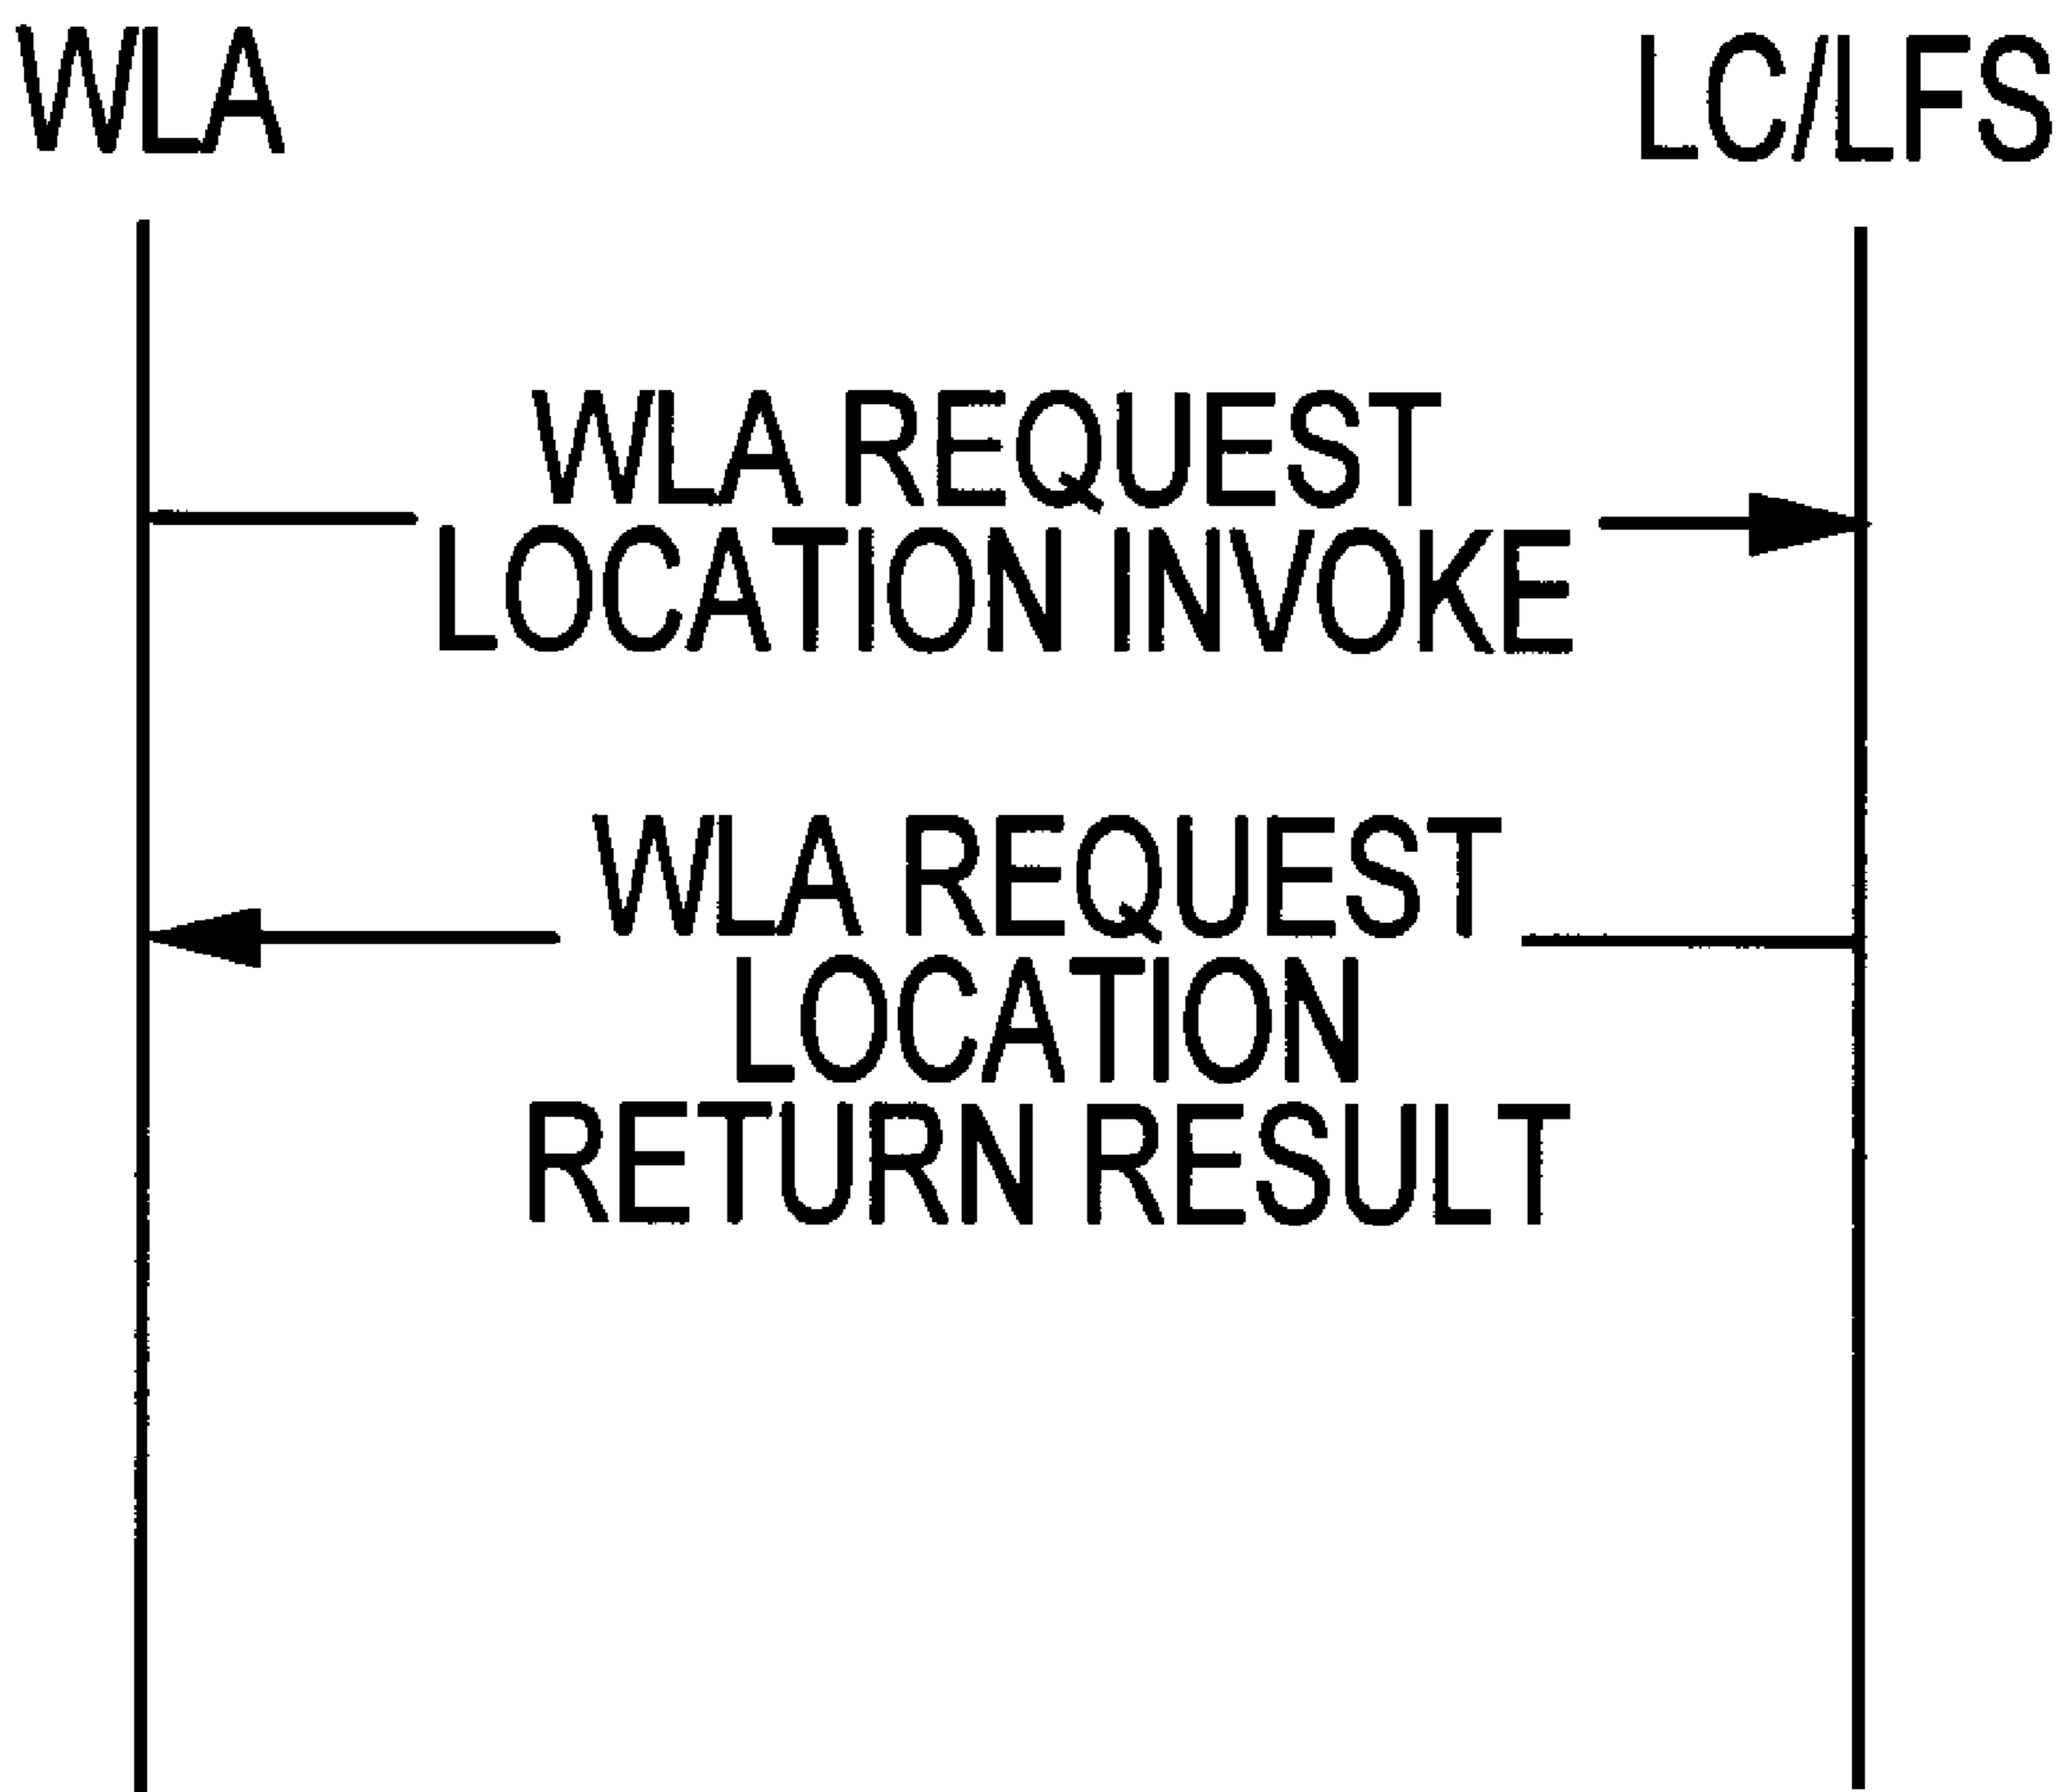 WLA
LC/LFS
WLA REQUEST
LOCATION INVOKE
WLA REQUEST
LOCATION
RETURN RESULT